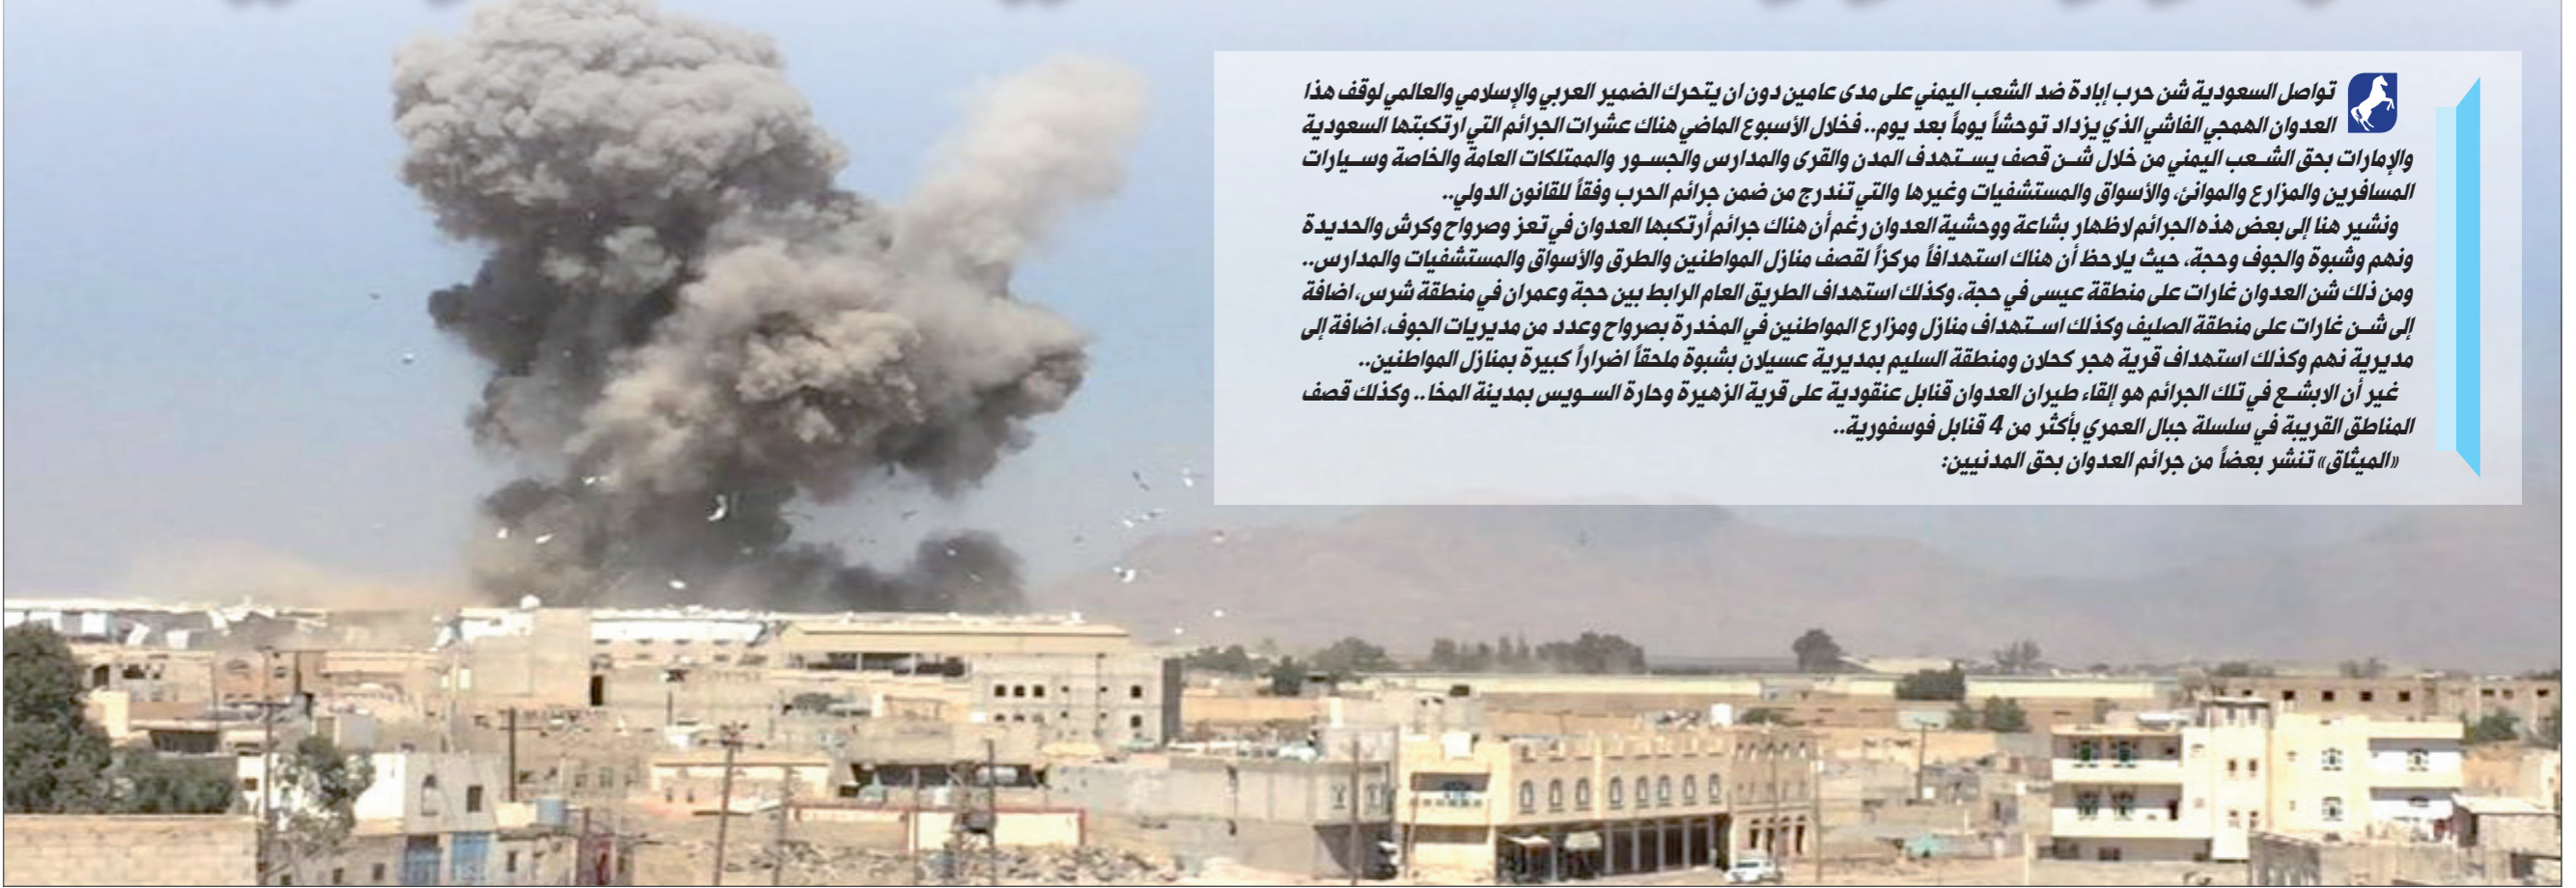 تواصل السعودية شن حرب إبادة ضد الشعب اليمني على مدى عامين دون ان يتحرك الضمير العربي والإسلامي والعالمي لوقف هذا
العدوان الهمجي الفاشي الذي يزداد توحشاً يوماً بعد يوم.. فخلال الأسبوع الماضي هناك عشرات الجرائم التي ارتكبتها السعودية
والإمارات بحق الشعب اليمني من خلال شن قصف يستهدف المدن والقرى والمدارس والجسور والممتلكات العامة والخاصة وسيارات
المسافرين والمزارع والموانئ، والأسواق والمستشفيات وغيرها والتي تندرج من ضمن جرائم الحرب وفقاً للقانون الدولي..
ونشير هنا إلى بعض هذه الجرائم لاظهار بشاعة ووحشية العدوان رغم أن هناك جرائم أرتكبها العدوان في تعز وصرواح وكرش والحديدة
ونهم وشبوة والجوف وحجة، حيث يلاحظ أن هناك استهدافاً مركزاً لقصف منازل المواطنين والطرق والأسواق والمستشفيات والمدارس..
ومن ذلك شن العدوان غارات على منطقة عيسى في حجة، وكذلك استهداف الطريق العام الرابط بين حجة وعمران في منطقة شرس، اضافة
إلى شن غارات على منطقة الصليف وكذلك استهداف منازل ومزارع المواطنين في المخدرة بصرواح وعدد من مديريات الجوف، اضافة إلى
مديرية نهم وكذلك استهداف قرية هجر كحلان ومنطقة السليم بمديرية عسيلان بشبوة ملحقاً اضراراً كبيرة بمنازل المواطنين..
غير أن الابشع في تلك الجرائم هو إلقاء طيران العدوان قنابل عنقودية على قرية الزهيرة وحارة السويس بمدينة المخا.. وكذلك قصف
المناطق القريبة في سلسلة جبال العمري بأكثر من 4 قنابل فوسفورية..
«الميثاق» تنشر بعضاً من جرائم العدوان بحق المدنيين: